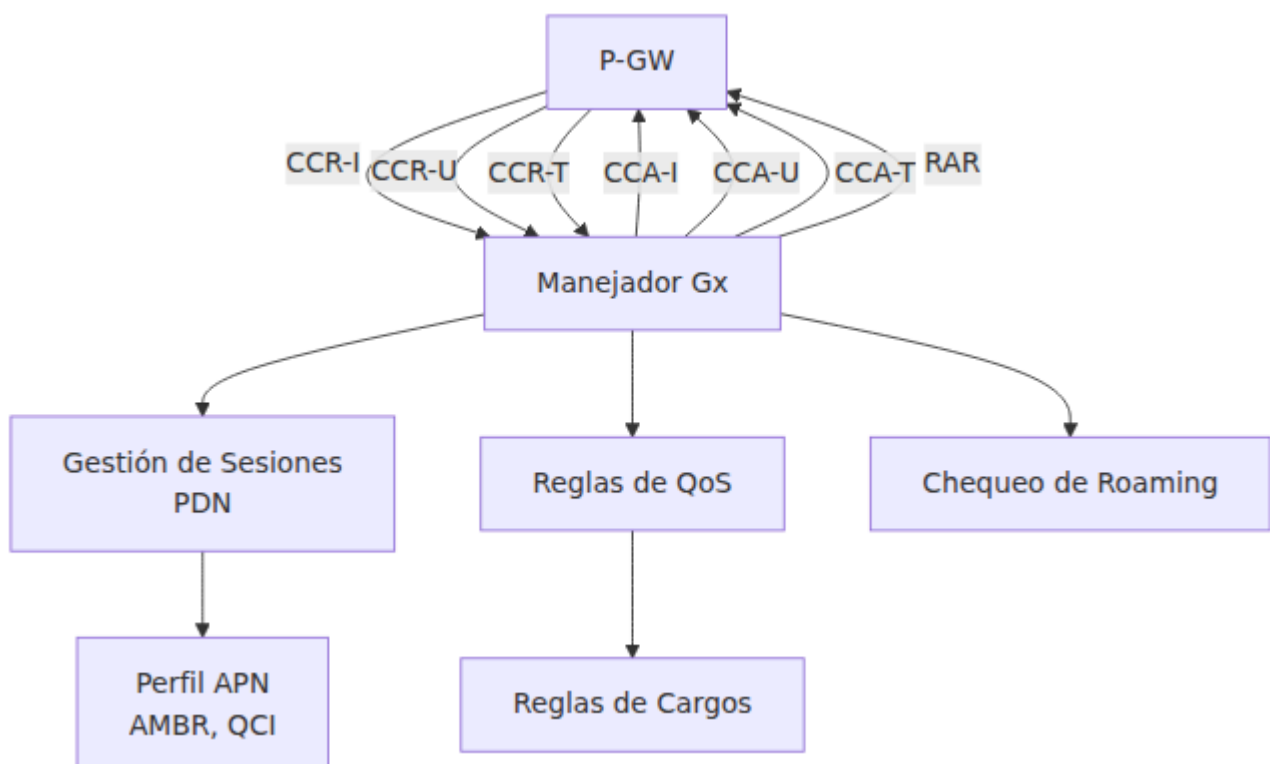 P-GW
CCR-I
CCR-U
CCR-T
CCA-I
CCA-U
CCA-T
RAR
Manejador Gx
Gestión de Sesiones
PDN
Reglas de QoS
Chequeo de Roaming
Perfil APN
AMBR, QCI
Reglas de Cargos